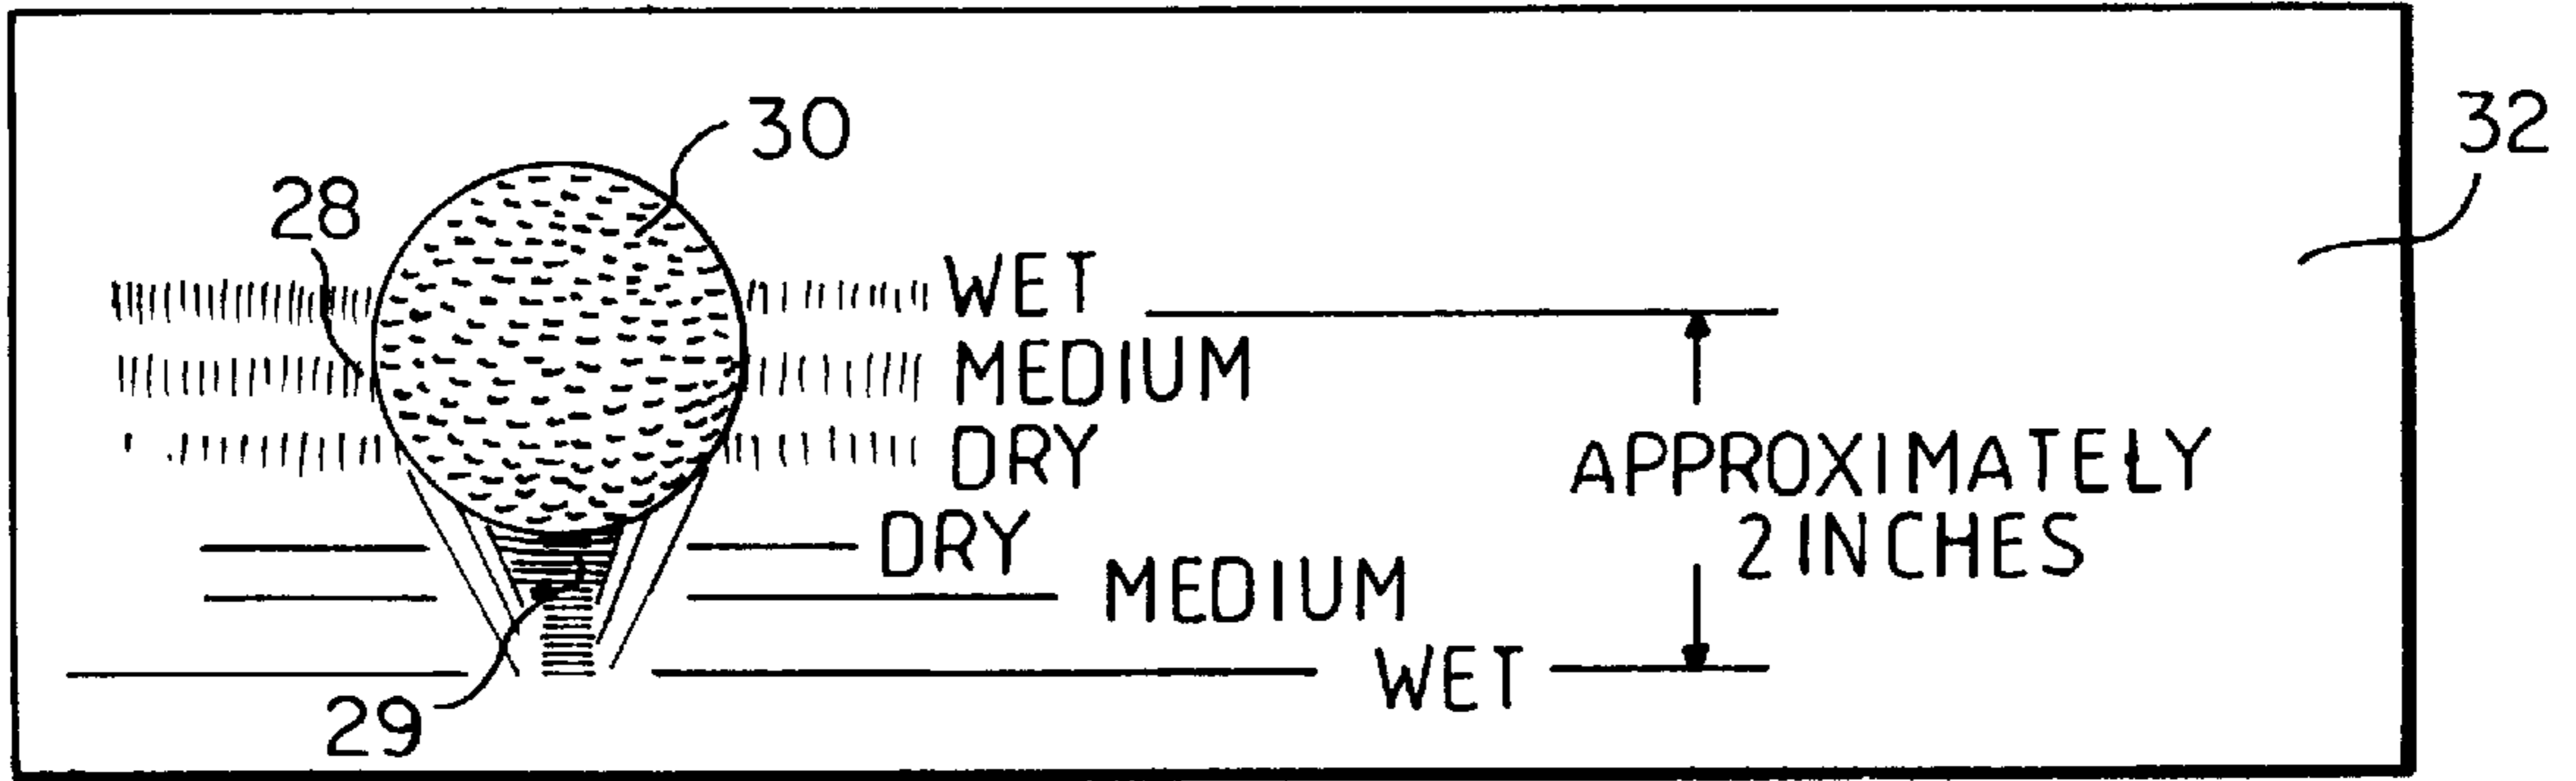 30
32
28
WET
MEDIUM
DRY
APPROXIMATELY
2 INCHES
DRY
MEDIUM
WET
29